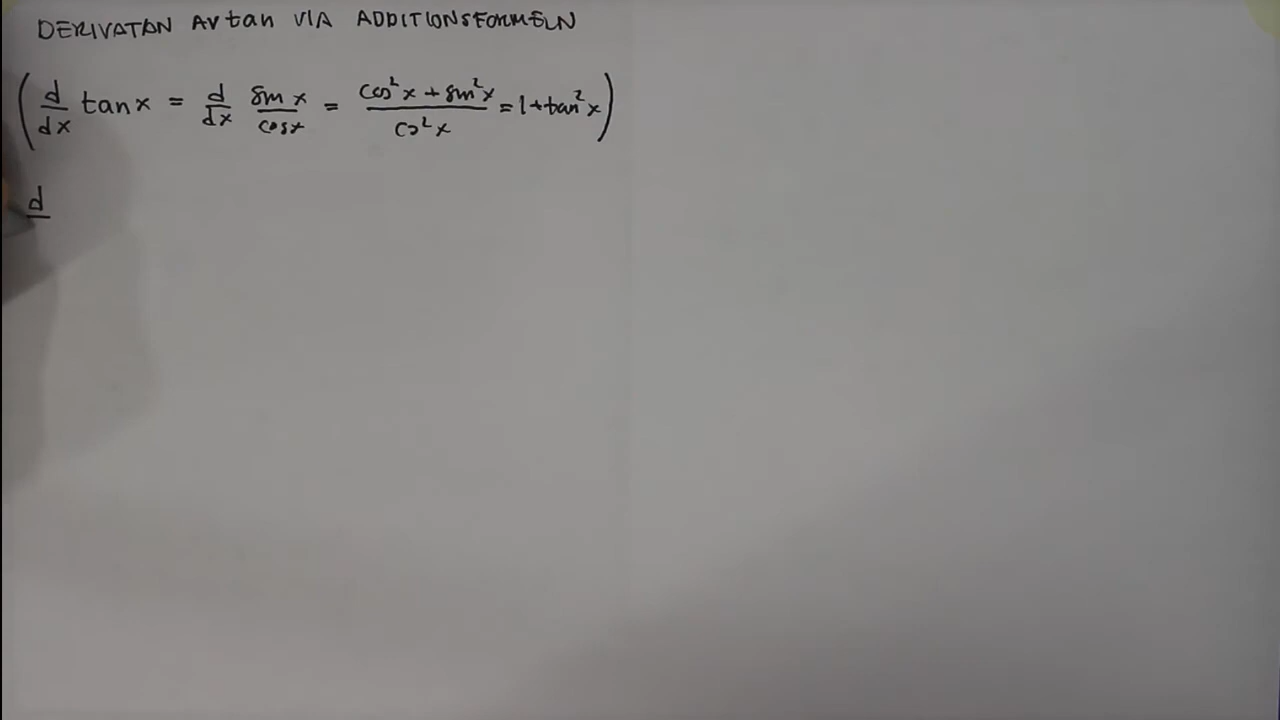 DERIVATAN AV tan VIA ADDITIONSFORMELN
( d/dx tan x = d/dx sin x / cos x = cos² x + sin² x / cos² x = 1 + tan² x )
d